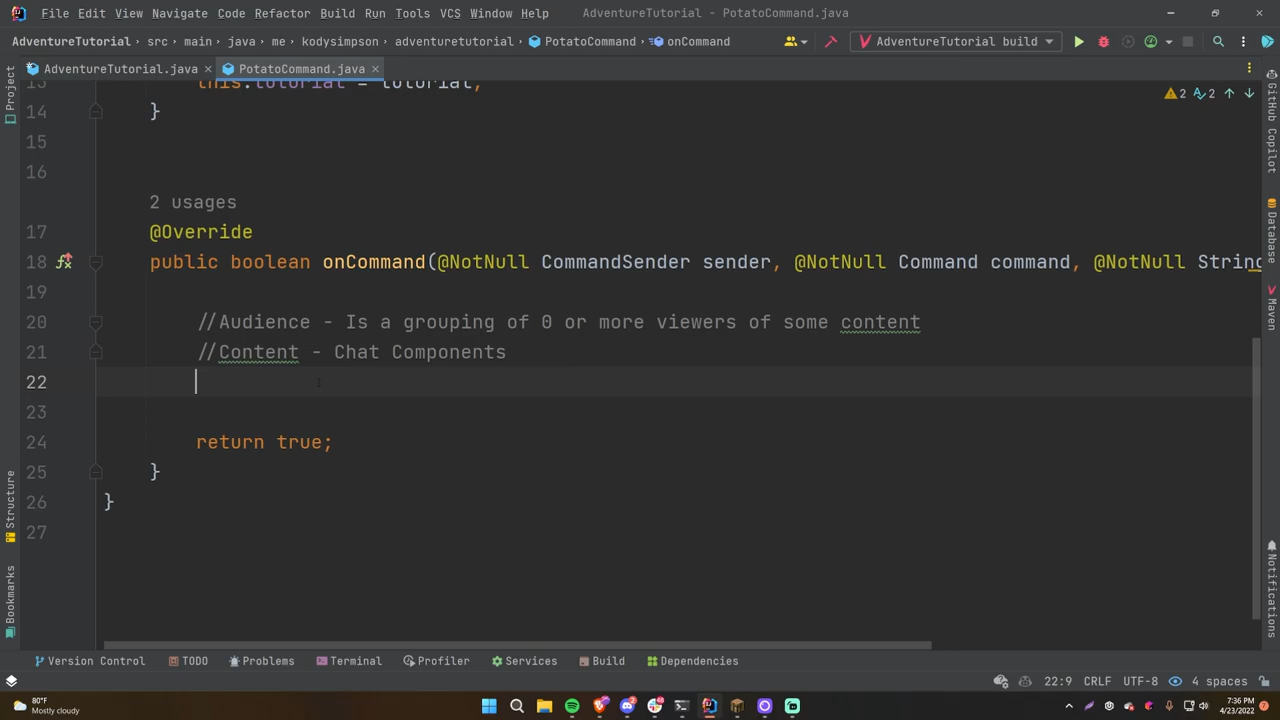 File Edit View Navigate Code Refactor Build Run Tools VCS Window Help AdventureTutorial - PotatoCommand.java
AdventureTutorial src main java me kodysimpson adventuretutorial PotatoCommand onCommand AdventureTutorial build
AdventureTutorial.java PotatoCommand.java
Project
13 this.tutorial = tutorial;
2 2
14 }
15
16
2 usages
17 @Override
18 public boolean onCommand(@NotNull CommandSender sender, @NotNull Command command, @NotNull String
19
20 //Audience - Is a grouping of 0 or more viewers of some content
21 //Content - Chat Components
22
23
24 return true;
25 }
26 }
27
GitHub Copilot
Database
Maven
Notifications
Structure
Bookmarks
Version Control TODO Problems Terminal Profiler Services Build Dependencies
22:9 CRLF UTF-8 4 spaces
80°F
Mostly cloudy
7:36 PM
4/23/2022